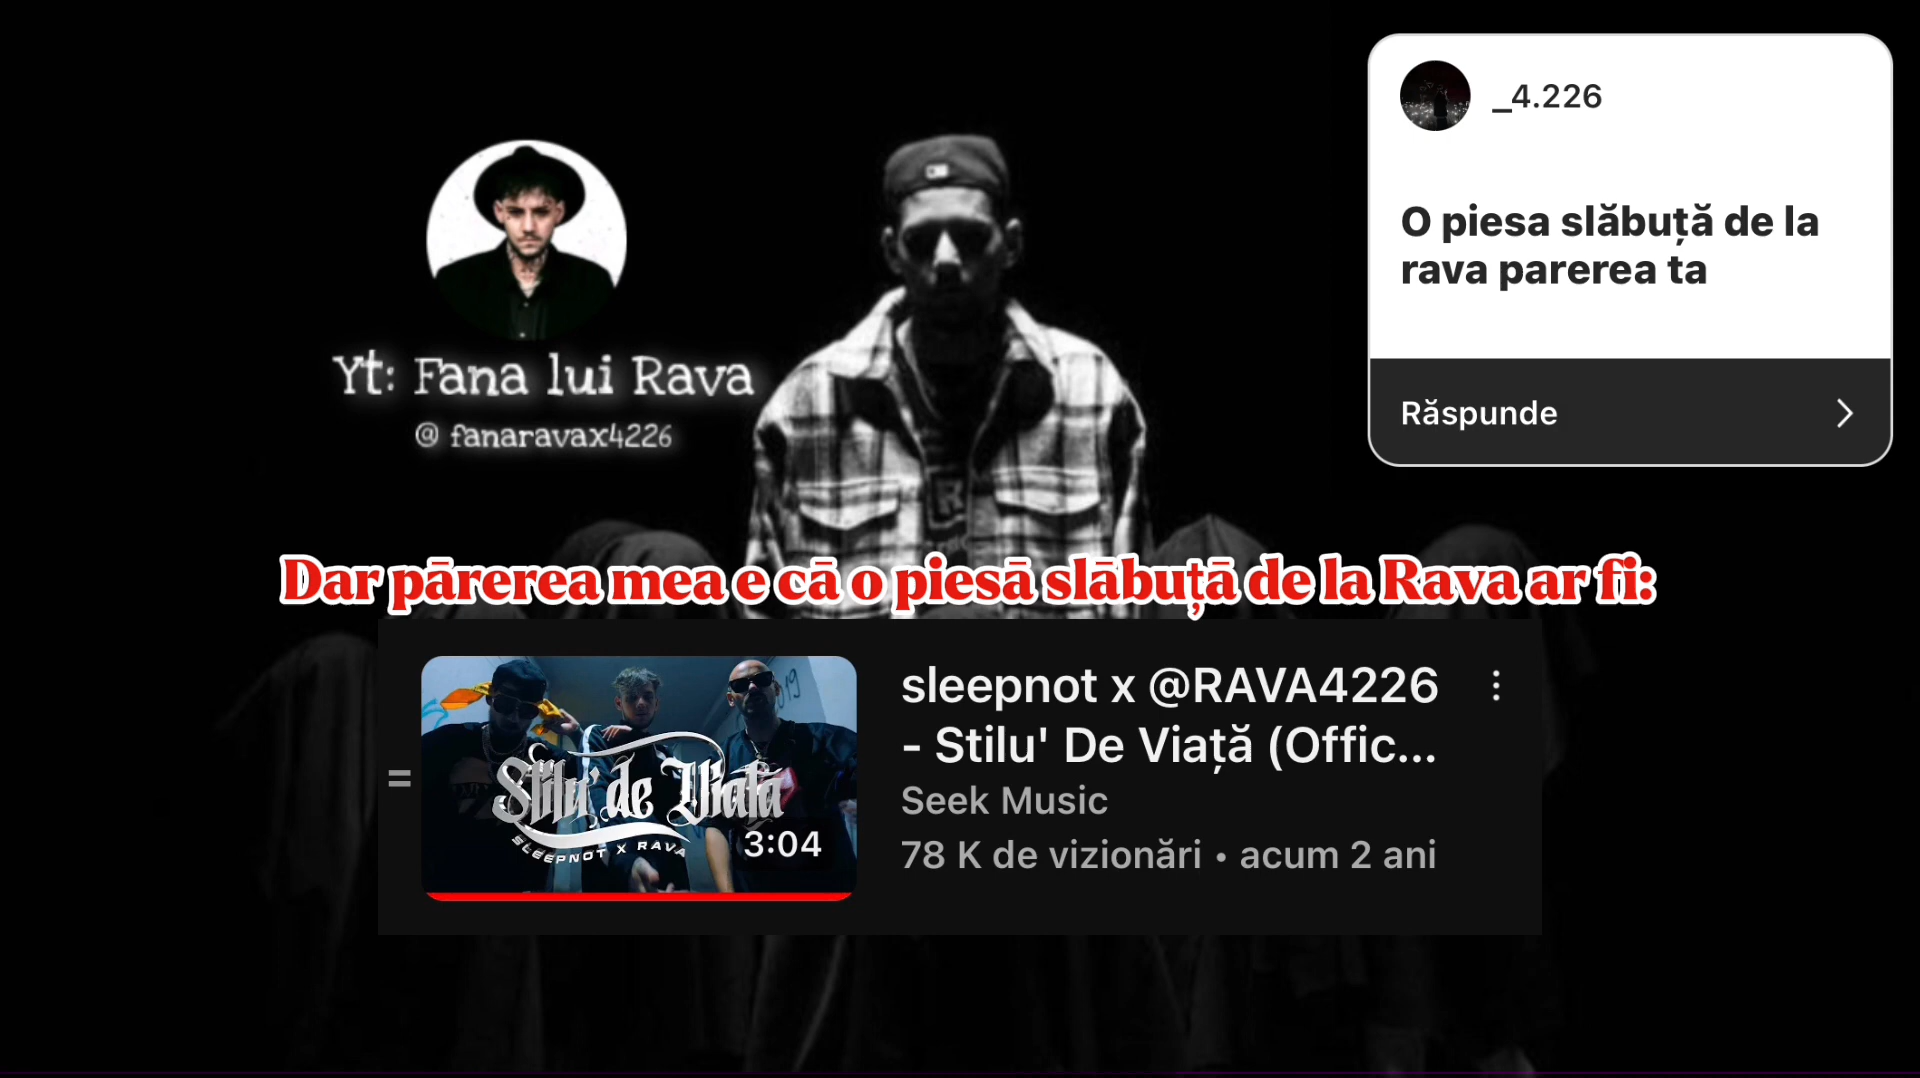 _4.226
O piesa slăbuță de la
rava parerea ta
Răspunde
Yt: Fana lui Rava
@ fanaravax4226
Dar părerea mea e că o piesă slăbuță de la Rava ar fi:
Stilu' de Viata
SLEEPNOT X RAVA
3:04
sleepnot x @RAVA4226
- Stilu' De Viață (Offic...
Seek Music
78 K de vizionări • acum 2 ani